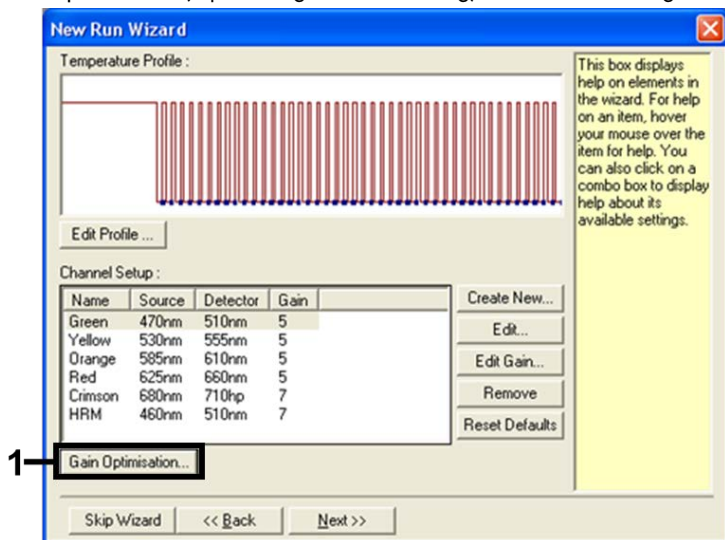 New Run Wizard
Temperature Profile :
This box displays
help on elements in
the wizard. For help
on an item, hover
your mouse over the
item for help. You
can also click on a
combo box to display
help about its
available settings.
Edit Profile ...
Channel Setup :
Name Source Detector Gain
Green 470nm 510nm 5
Yellow 530nm 555nm 5
Orange 585nm 610nm 5
Red 625nm 660nm 5
Crimson 680nm 710hp 7
HRM 460nm 510nm 7
Create New...
Edit...
Edit Gain...
Remove
Reset Defaults
1
Gain Optimisation...
Skip Wizard
<< Back
Next >>